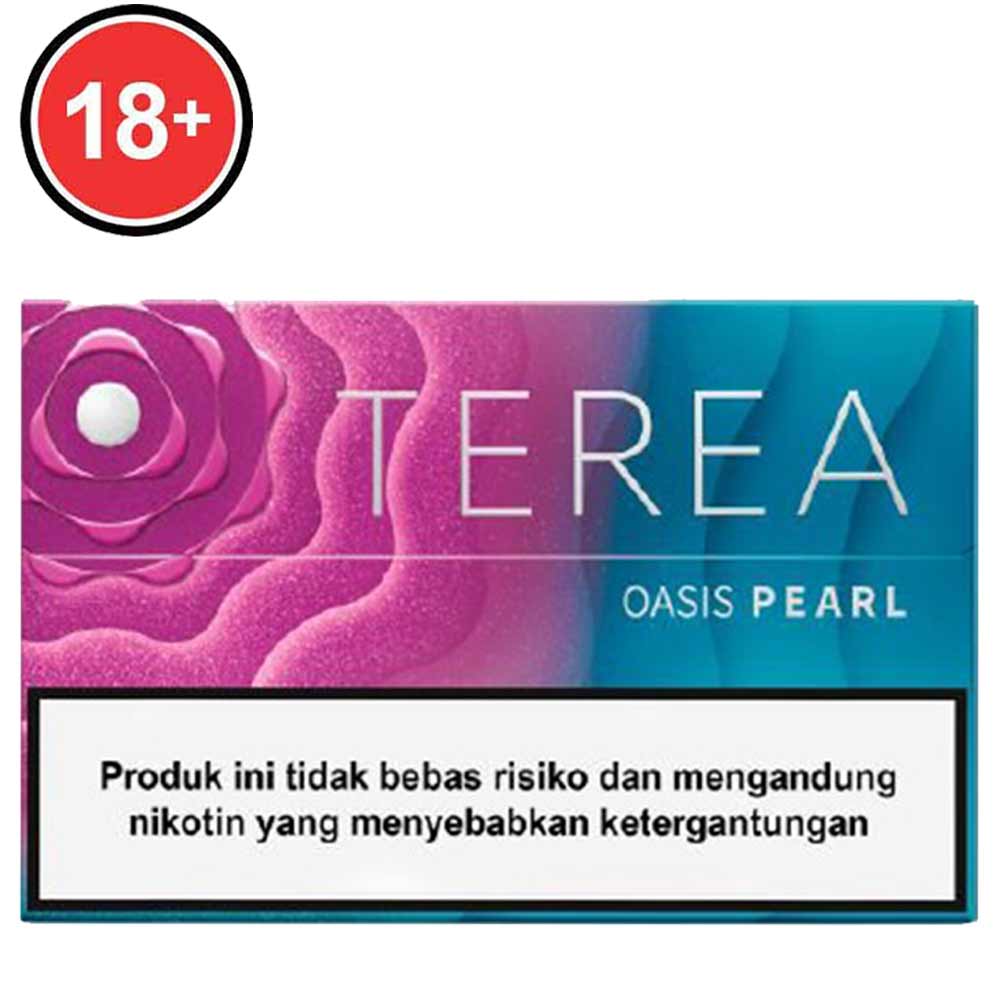 18+
TEREA
OASIS PEARL
Produk ini tidak bebas risiko dan mengandung
nikotin yang menyebabkan ketergantungan